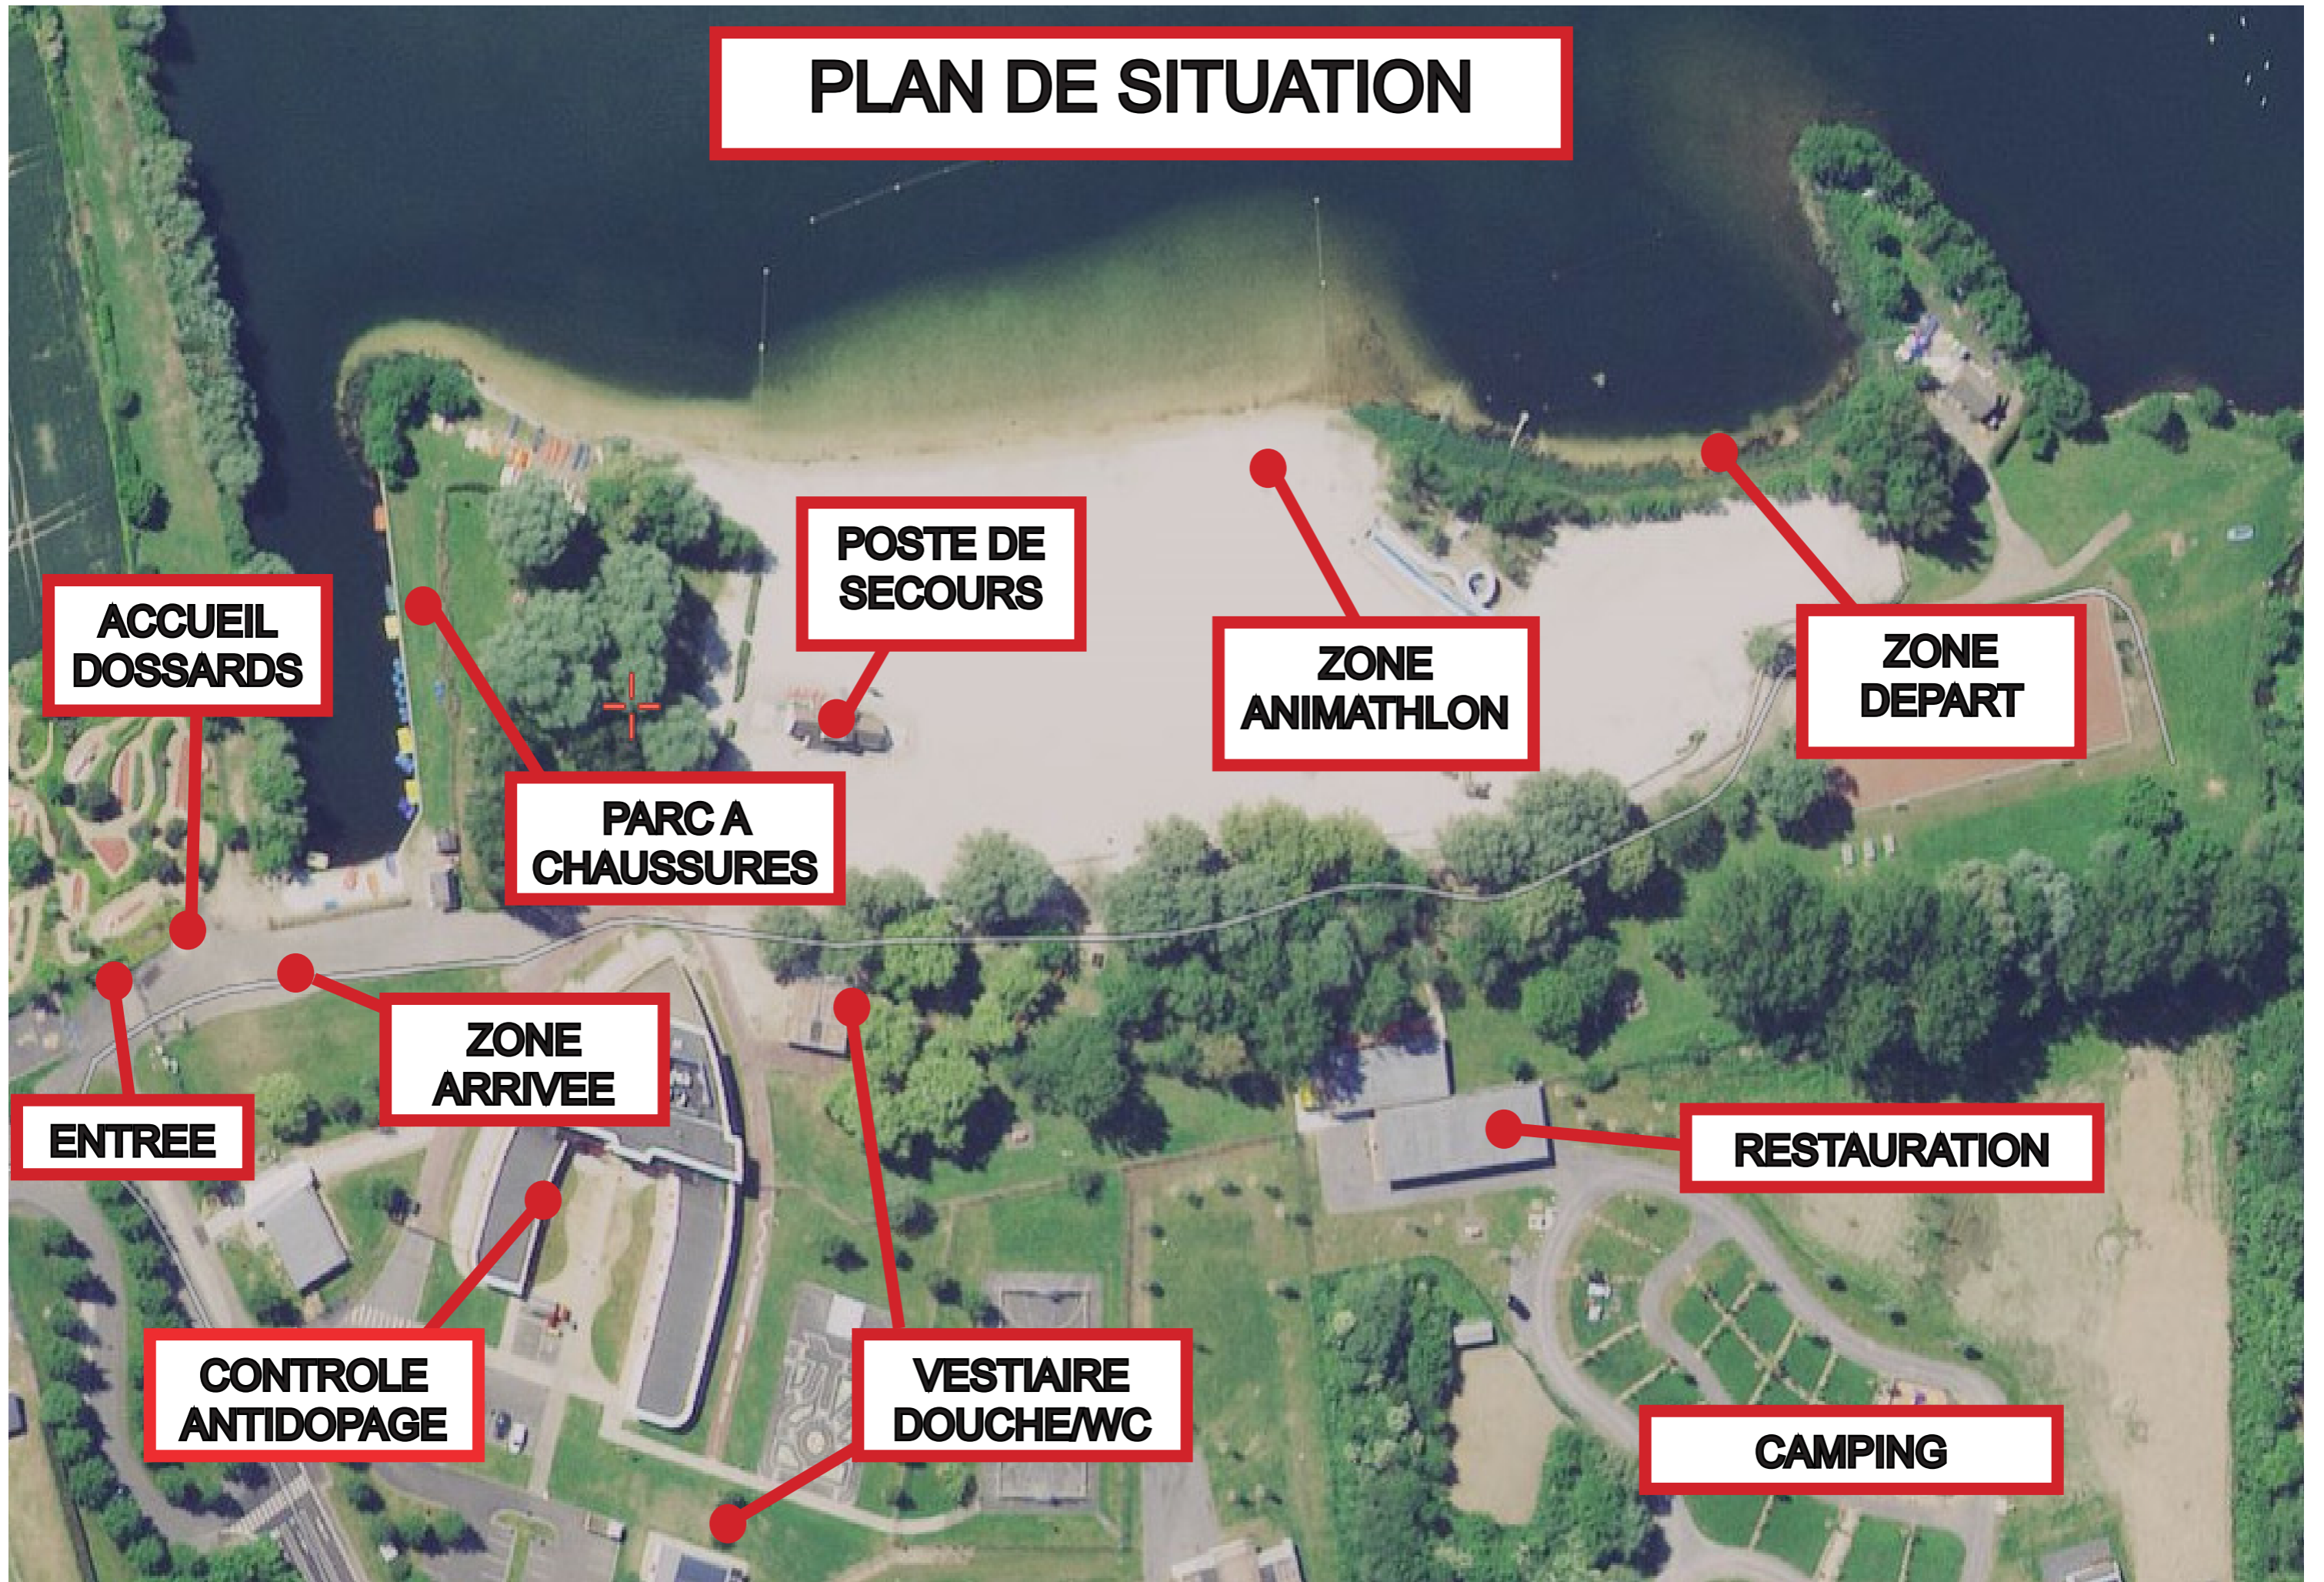 PLAN DE SITUATION
POSTE DE
SECOURS
ACCUEIL
DOSSARDS
ZONE
ANIMATHLON
ZONE
DEPART
PARC A
CHAUSSURES
ZONE
ARRIVEE
ENTREE
RESTAURATION
CONTROLE
ANTIDOPAGE
VESTIAIRE
DOUCHE/WC
CAMPING